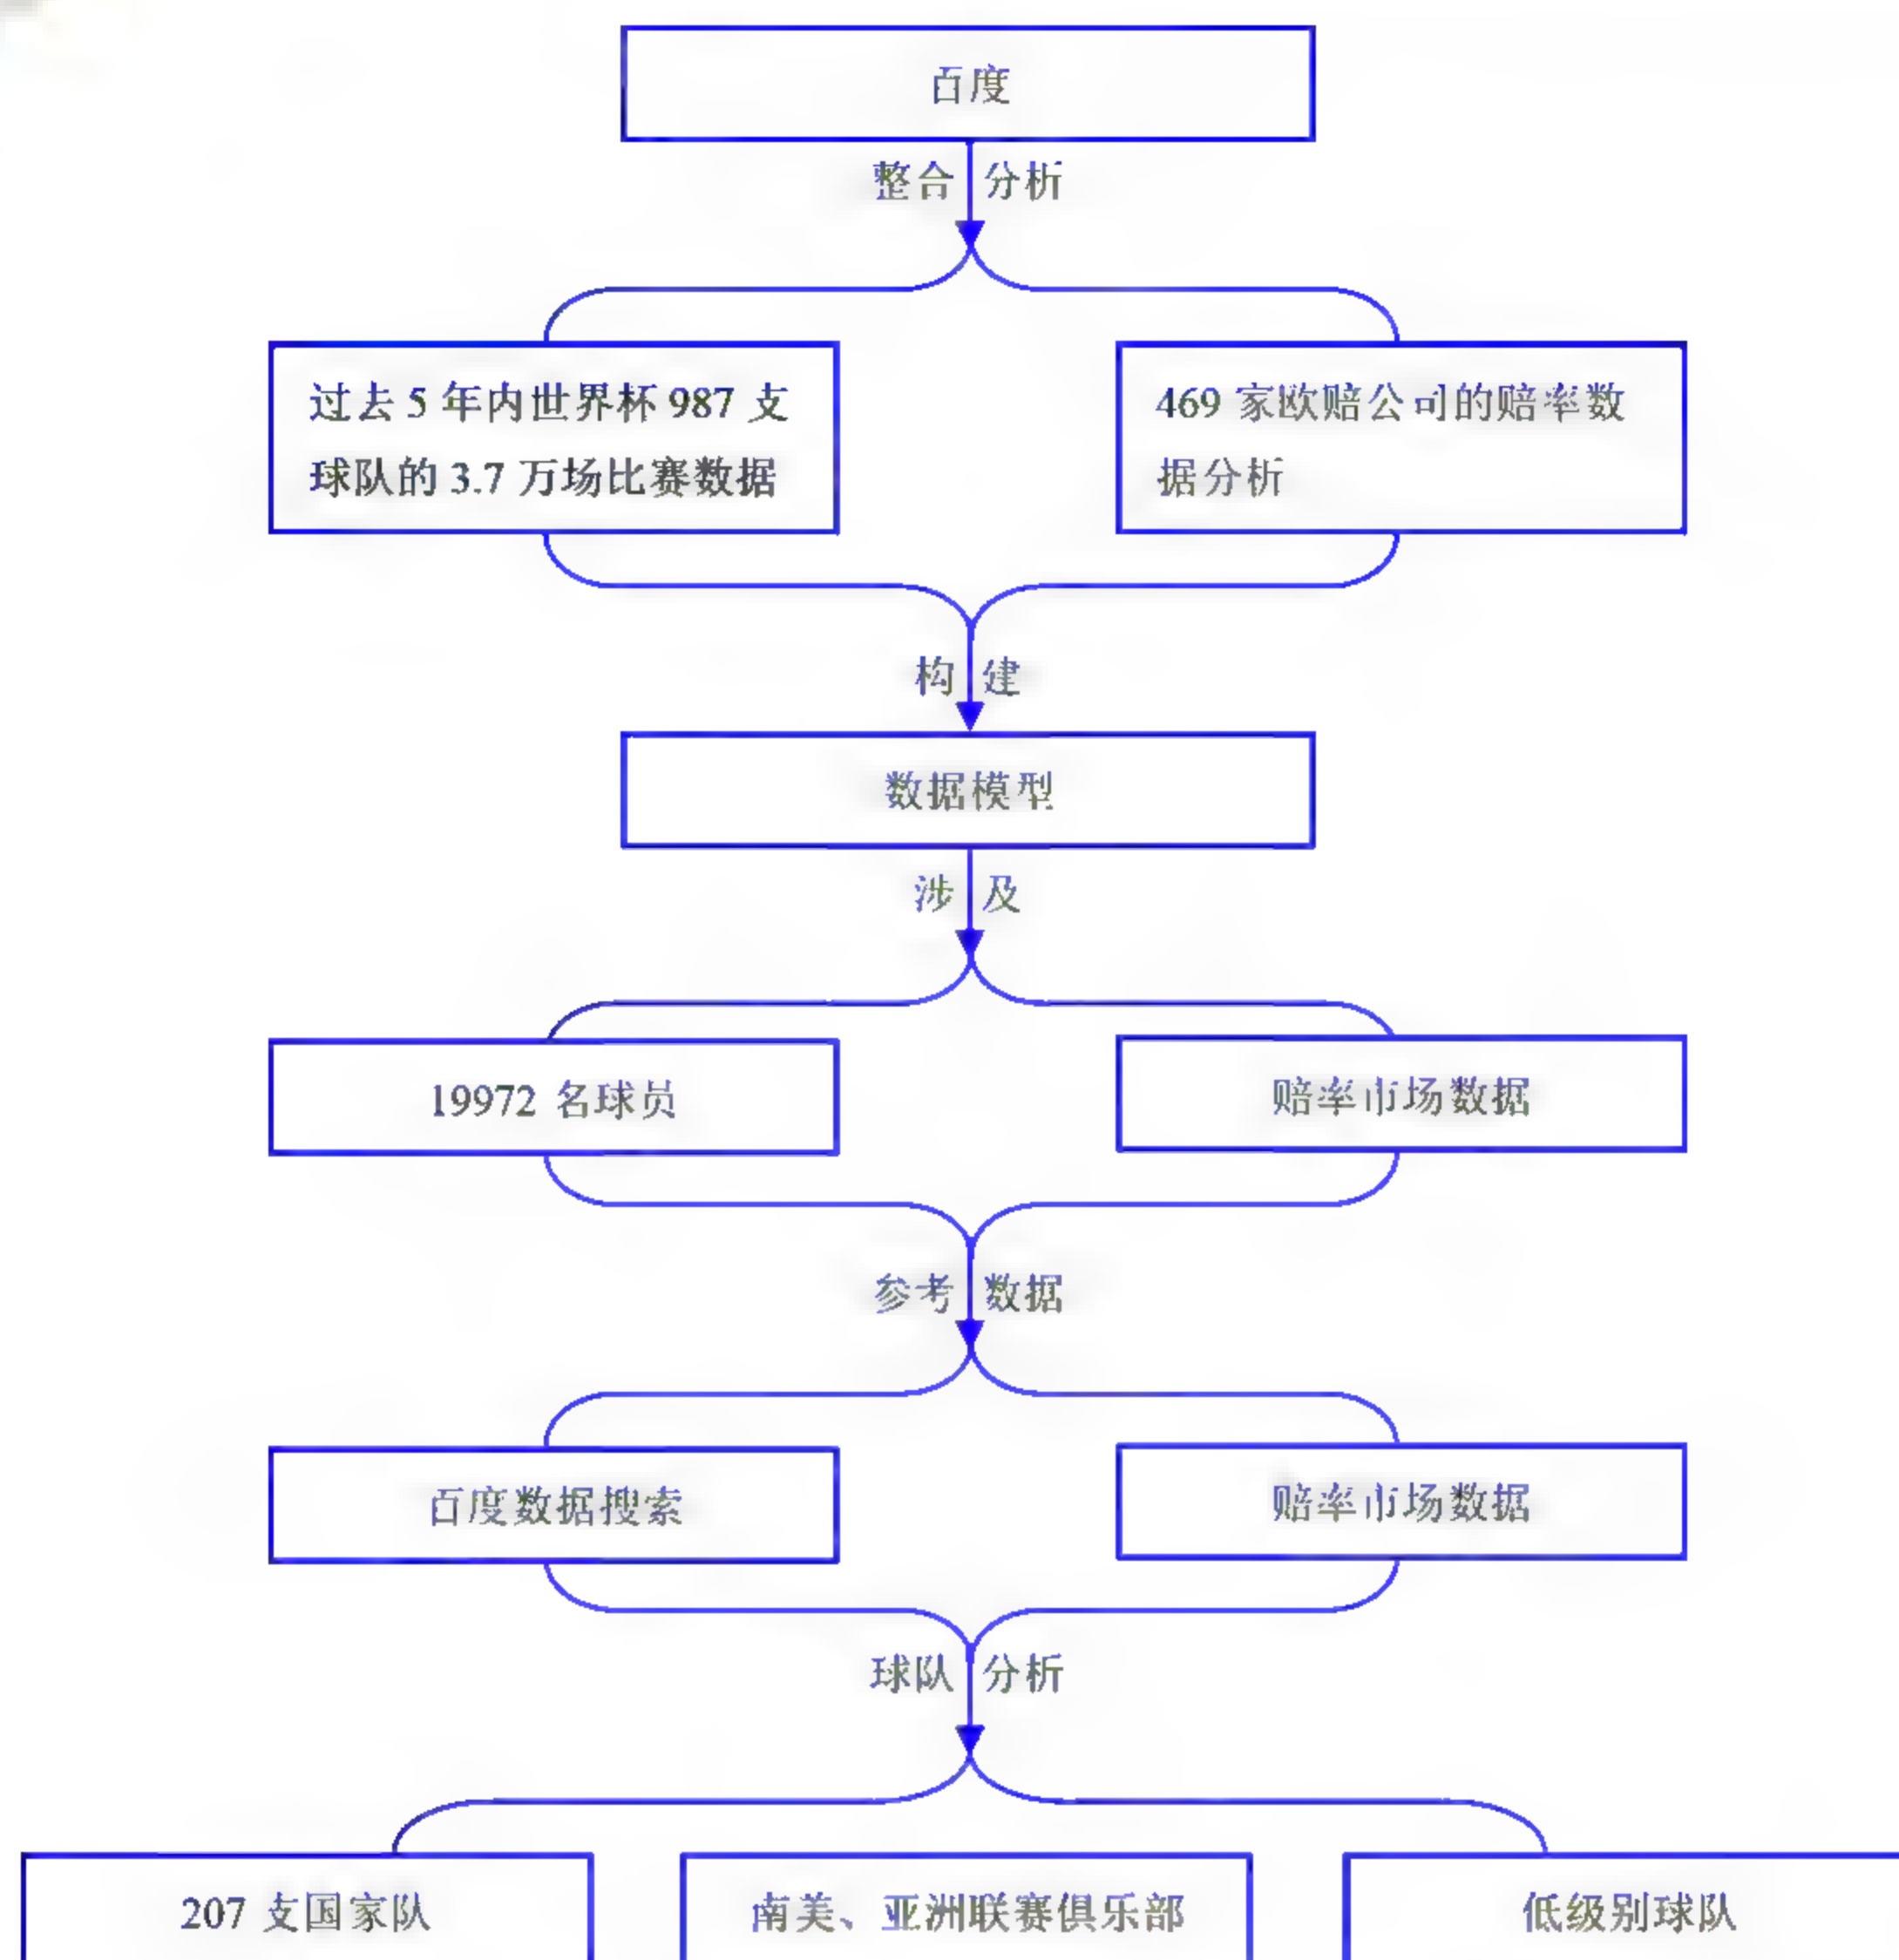 百度
整合 分析
过去 5 年内世界杯 987 支
球队的 3.7 万场比赛数据
469 家欧赔公司的赔率数
据分析
构 建
数据模型
涉 及
19972 名球员
赔率市场数据
参考 数据
百度数据搜索
赔率市场数据
球队 分析
207 支国家队
南美、亚洲联赛俱乐部
低级别球队